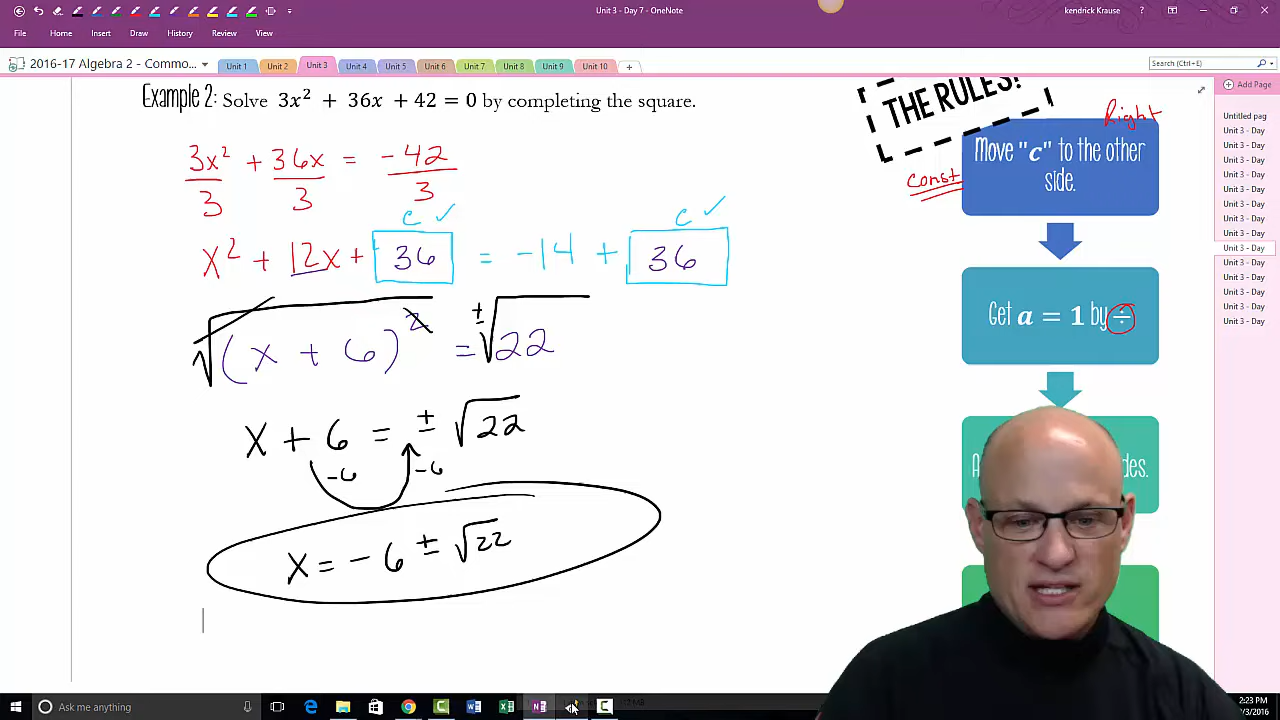 Unit 3 - Day 7 - OneNote
kendrick Krause
File Home Insert Draw History Review View
2016-17 Algebra 2 - Commo...
Unit 1 Unit 2 Unit 3 Unit 4 Unit 5 Unit 6 Unit 7 Unit 8 Unit 9 Unit 10
Search (Ctrl+E)
Example 2: Solve 3x² + 36x + 42 = 0 by completing the square.
3x²/3 + 36x/3 = -42/3
c ✓ c ✓
x² + 12x + 36 = -14 + 36
√(x + 6)² = ±√22
x + 6 = ± √22
-6 -6
x = -6 ± √22
THE RULES!
Right
const
Move "c" to the other
side.
Get a = 1 by ÷
A
des.
Add Page
Untitled pag
Unit 3 - Day
Unit 3 - Day
Unit 3 - Day
Unit 3 - Day
Unit 3 - Day
Unit 3 - Day
Unit 3 - Day
Unit 3 - Day
Unit 3 - Day
Unit 3 - Day
Unit 3 - Day
Unit 3 - Day
Unit 3 - Day
Unit 3 - Day
Ask me anything
2:23 PM
/3/2016